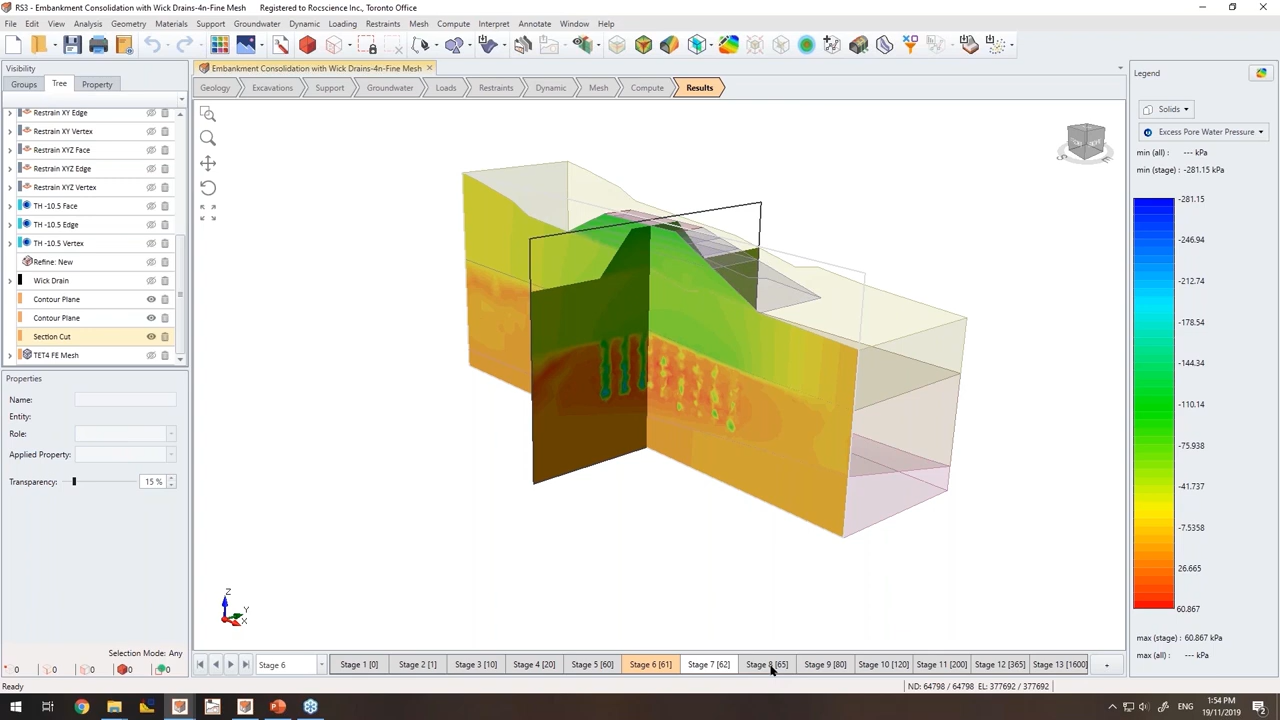 RS3 - Embankment Consolidation with Wick Drains-4n-Fine Mesh Registered to Rocscience Inc., Toronto Office
File Edit View Analysis Geometry Materials Support Groundwater Dynamic Loading Restraints Mesh Compute Interpret Annotate Window Help
Visibility
Embankment Consolidation with Wick Drains-4n-Fine Mesh
Legend
Groups Tree Property
Geology Excavations Support Groundwater Loads Restraints Dynamic Mesh Compute Results
Restrain XY Edge
Restrain XY Vertex
Restrain XYZ Face
Restrain XYZ Edge
Restrain XYZ Vertex
TH -10.5 Face
TH -10.5 Edge
TH -10.5 Vertex
Refine: New
Wick Drain
Contour Plane
Contour Plane
Section Cut
TET4 FE Mesh
Properties
Name:
Entity:
Role:
Applied Property:
Transparency: 15 %
Selection Mode: Any
0 0 0 0 0
Z
Y
X
Solids
Excess Pore Water Pressure
min (all) : --- kPa
min (stage) : -281.15 kPa
-281.15
-246.94
-212.74
-178.54
-144.34
-110.14
-75.938
-41.737
-7.5358
26.665
60.867
max (stage) : 60.867 kPa
max (all) : --- kPa
Stage 6 Stage 1 [0] Stage 2 [1] Stage 3 [10] Stage 4 [20] Stage 5 [60] Stage 6 [61] Stage 7 [62] Stage 8 [65] Stage 9 [80] Stage 10 [120] Stage 11 [200] Stage 12 [365] Stage 13 [1600]
Ready
ND: 64798 / 64798 EL: 377692 / 377692
ENG
1:54 PM
19/11/2019